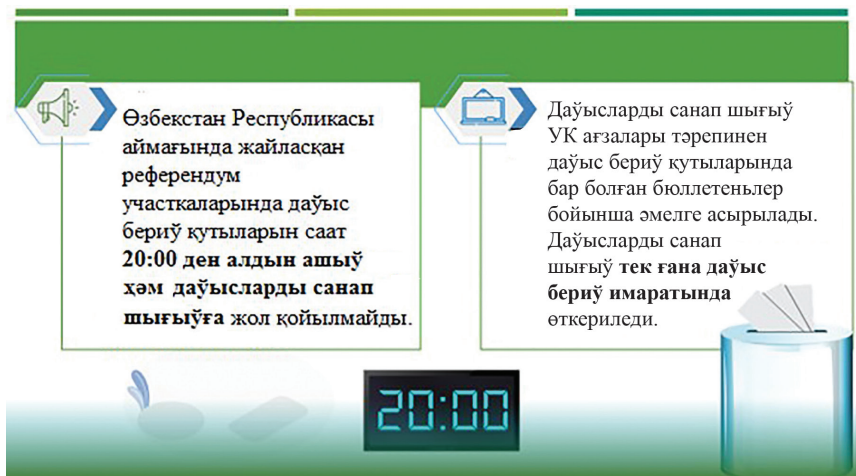 Өзбекстан Республикасы
аймағында жайласқан
референдум
участкаларында даўыс
бериў қутыларын саат
20:00 ден алдын ашыў
ҳәм даўысларды санап
шығыўға жол қойылмайды.
Даўысларды санап шығыў
УК ағзалары тәрепинен
даўыс бериў қутыларында
бар болған бюллетеньлер
бойынша әмелге асырылады.
Даўысларды санап
шығыў тек ғана даўыс
бериў имаратында
өткериледи.
20:00